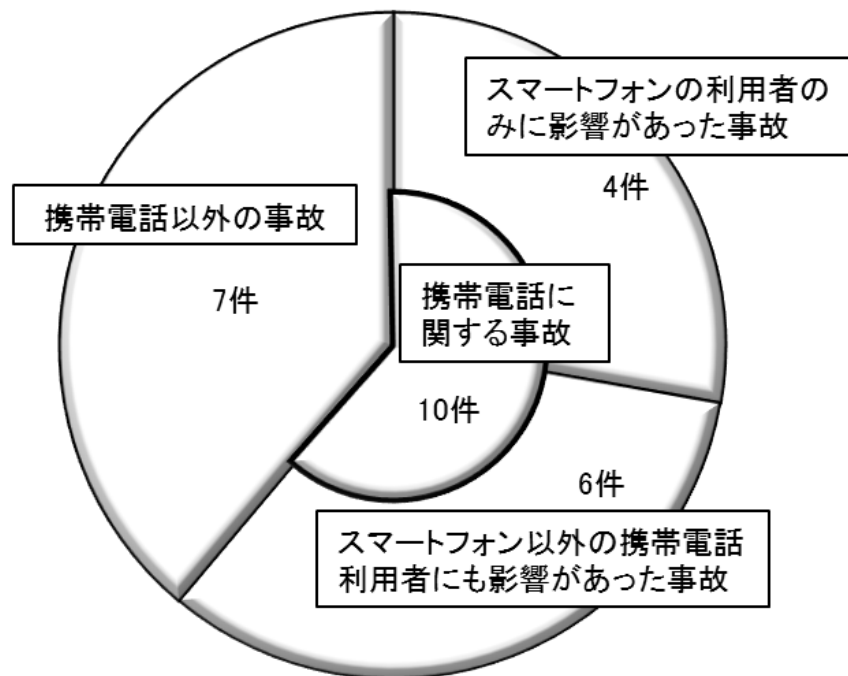 スマートフォンの利用者の
みに影響があった事故
4件
携帯電話以外の事故
7件
携帯電話に
関する事故
10件
6件
スマートフォン以外の携帯電話
利用者にも影響があった事故